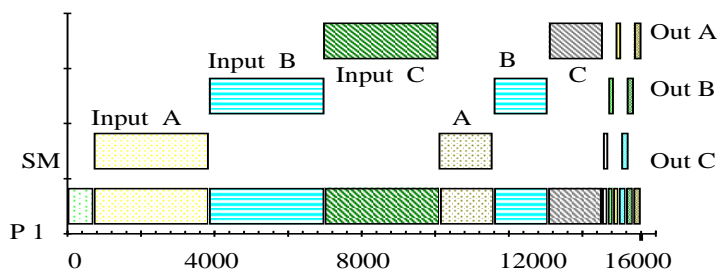 Out A
Input B
Input C
B
C
Out B
Input A
A
SM
Out C
P 1
0 4000 8000 12000 16000